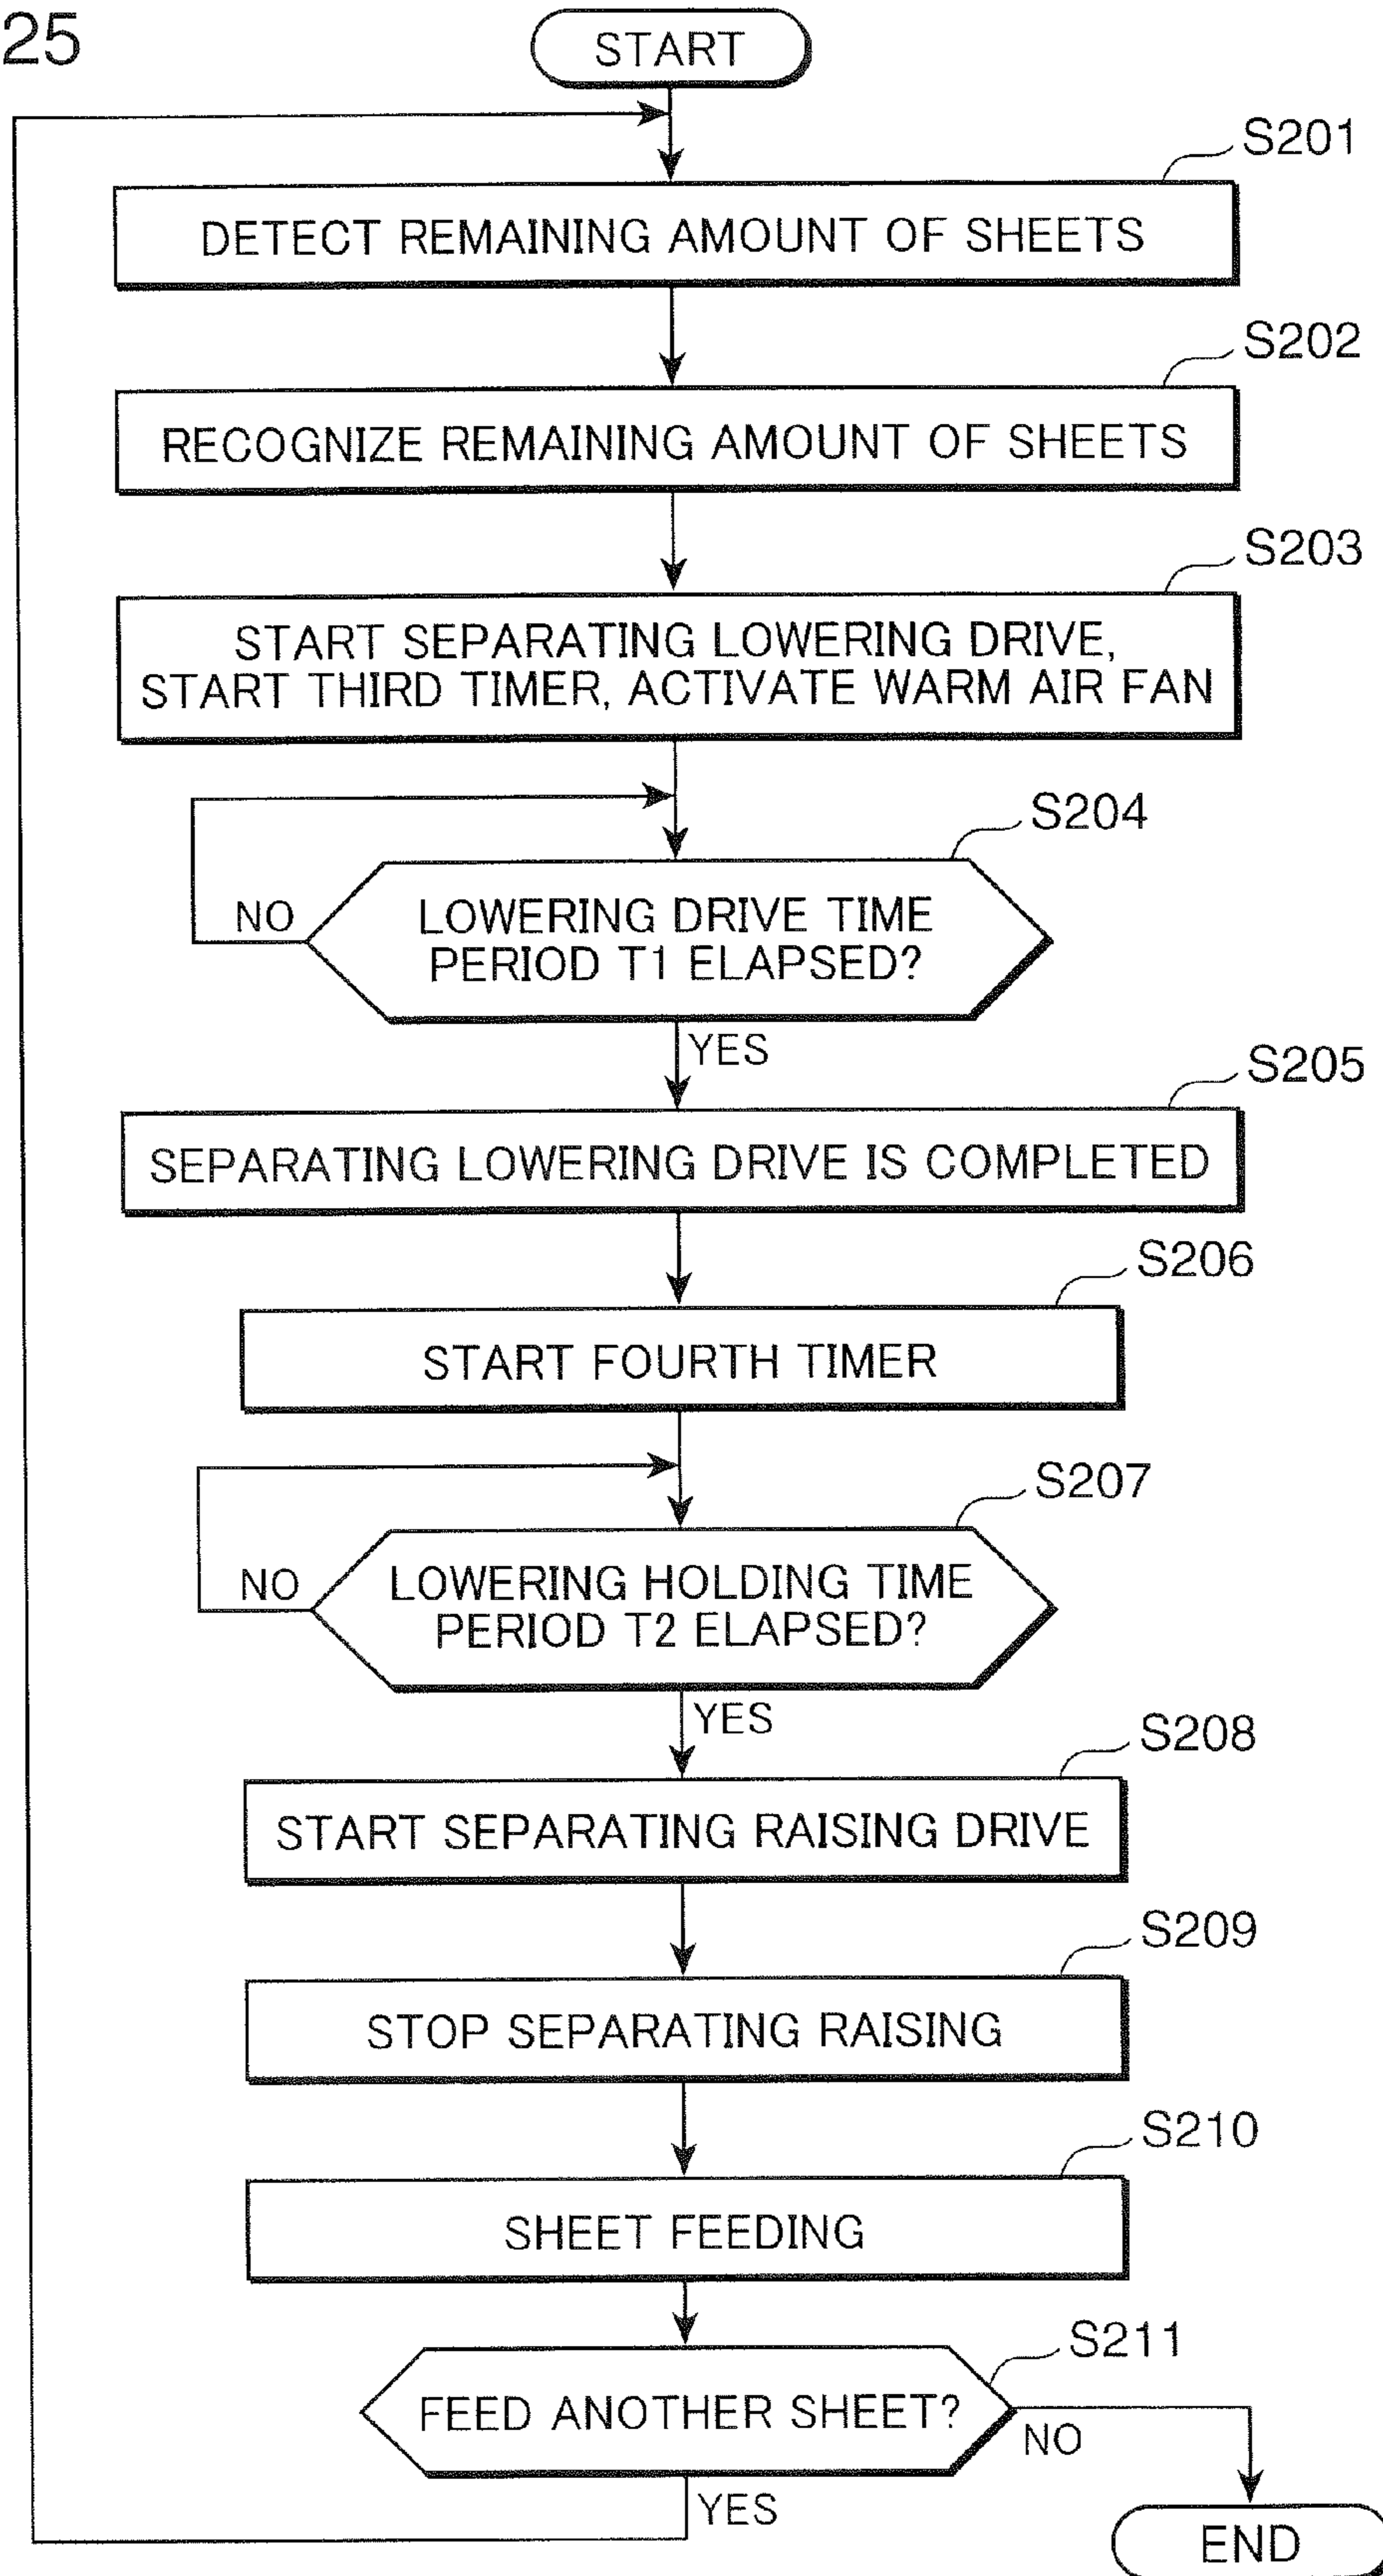 25
START
S201
DETECT REMAINING AMOUNT OF SHEETS
S202
RECOGNIZE REMAINING AMOUNT OF SHEETS
S203
START SEPARATING LOWERING DRIVE,
START THIRD TIMER, ACTIVATE WARM AIR FAN
S204
NO
LOWERING DRIVE TIME
PERIOD T1 ELAPSED?
YES
S205
SEPARATING LOWERING DRIVE IS COMPLETED
S206
START FOURTH TIMER
S207
NO
LOWERING HOLDING TIME
PERIOD T2 ELAPSED?
YES
S208
START SEPARATING RAISING DRIVE
S209
STOP SEPARATING RAISING
S210
SHEET FEEDING
S211
FEED ANOTHER SHEET?
NO
YES
END